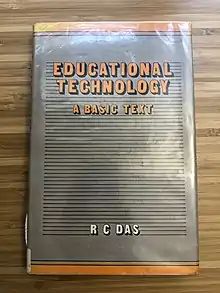 EDUCATIONAL
TECHNOLOGY
A BASIC TEXT
R C DAS